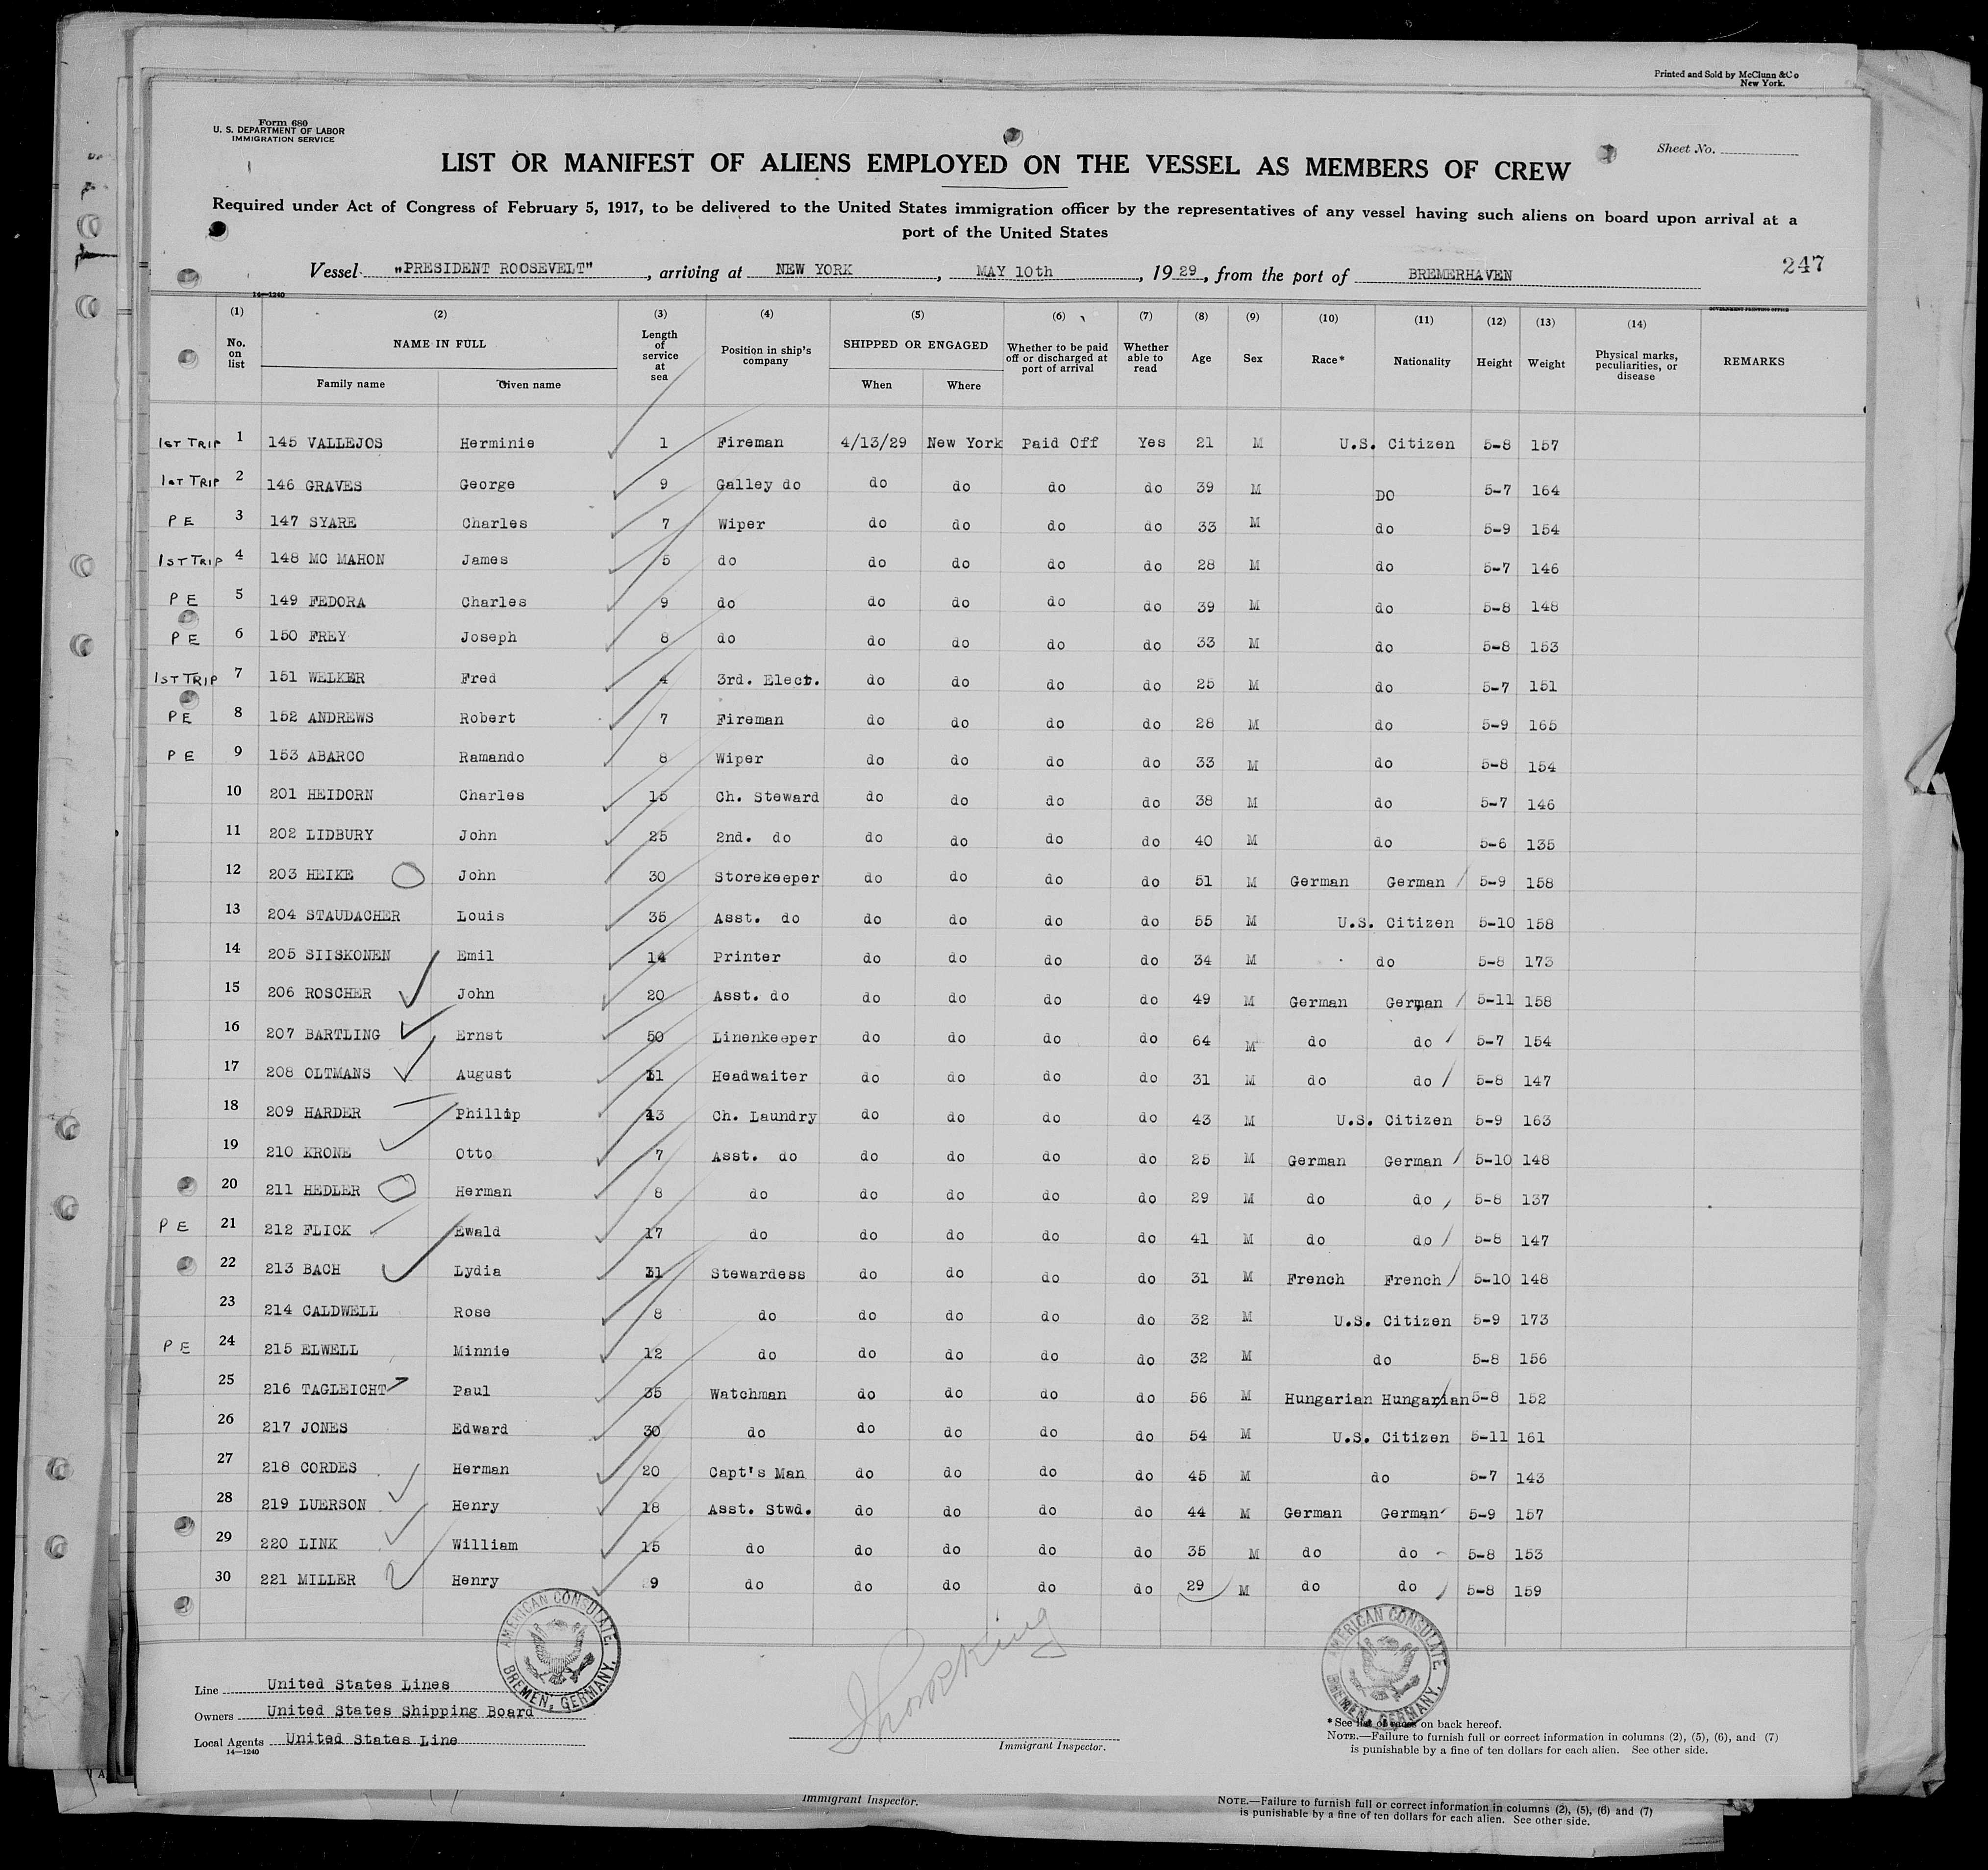 Printed and Sold by McClunn &Co
New York.
Form 680
U. S. DEPARTMENT OF LABOR
IMMIGRATION SERVICE
Sheet No.
LIST OR MANIFEST OF ALIENS EMPLOYED ON THE VESSEL AS MEMBERS OF CREW
Required under Act of Congress of February 5, 1917, to be delivered to the United States immigration officer by the representatives of any vessel having such aliens on board upon arrival at a
port of the United States
Vessel "PRESIDENT ROOSEVELT", arriving at NEW YORK, MAY 10th, 1929, from the port of BREMERHAVEN
247
14—1240
GOVERNMENT PRINTING OFFICE
(1) (2) (3) (4) (5) (6) (7) (8) (9) (10) (11) (12) (13) (14)
No. on list NAME IN FULL Family name Given name Length of service at sea Position in ship's company SHIPPED OR ENGAGED When Where Whether to be paid off or discharged at port of arrival Whether able to read Age Sex Race* Nationality Height Weight Physical marks, peculiarities, or disease REMARKS
1ST TRIP 1 145 VALLEJOS Herminie 1 Fireman 4/13/29 New York Paid Off Yes 21 M U.S. Citizen 5-8 157
1ST TRIP 2 146 GRAVES George 9 Galley do do do do do 39 M DO 5-7 164
PE 3 147 SYARE Charles 7 Wiper do do do do 33 M do 5-9 154
1ST TRIP 4 148 MC MAHON James 5 do do do do do 28 M do 5-7 146
PE 5 149 FEDORA Charles 9 do do do do do 39 M do 5-8 148
PE 6 150 FREY Joseph 8 do do do do do 33 M do 5-8 153
1ST TRIP 7 151 WELKER Fred 4 3rd. Elect. do do do do 25 M do 5-7 151
PE 8 152 ANDREWS Robert 7 Fireman do do do do 28 M do 5-9 165
PE 9 153 ABARCO Ramando 8 Wiper do do do do 33 M do 5-8 154
10 201 HEIDORN Charles 15 Ch. Steward do do do do 38 M do 5-7 146
11 202 LIDBURY John 25 2nd. do do do do do 40 M do 5-6 135
12 203 HEIKE John 30 Storekeeper do do do do 51 M German German 5-9 158
13 204 STAUDACHER Louis 35 Asst. do do do do do 55 M U.S. Citizen 5-10 158
14 205 SIISKONEN Emil 14 Printer do do do do 34 M do 5-8 173
15 206 ROSCHER John 20 Asst. do do do do do 49 M German German 5-11 158
16 207 BARTLING Ernst 50 Linenkeeper do do do do 64 M do do 5-7 154
17 208 OLTMANS August 11 Headwaiter do do do do 31 M do do 5-8 147
18 209 HARDER Phillip 13 Ch. Laundry do do do do 43 M U.S. Citizen 5-9 163
19 210 KRONE Otto 7 Asst. do do do do do 25 M German German 5-10 148
20 211 HEDLER Herman 8 do do do do do 29 M do do 5-8 137
PE 21 212 FLICK Ewald 17 do do do do do 41 M do do 5-8 147
22 213 BACH Lydia 11 Stewardess do do do do 31 M French French 5-10 148
23 214 CALDWELL Rose 8 do do do do do 32 M U.S. Citizen 5-9 173
PE 24 215 ELWELL Minnie 12 do do do do do 32 M do 5-8 156
25 216 TAGLEICHT Paul 35 Watchman do do do do 56 M Hungarian Hungarian 5-8 152
26 217 JONES Edward 30 do do do do do 54 M U.S. Citizen 5-11 161
27 218 CORDES Herman 20 Capt's Man do do do do 45 M do 5-7 143
28 219 LUERSON Henry 18 Asst. Stwd. do do do do 44 M German German 5-9 157
29 220 LINK William 15 do do do do do 35 M do do 5-8 153
30 221 MILLER Henry 9 do do do do do 29 M do do 5-8 159
AMERICAN CONSULATE, BREMEN, GERMANY.
AMERICAN CONSULATE, BREMEN, GERMANY.
Line United States Lines
Owners United States Shipping Board
Local Agents United States Line
14—1240
Immigrant Inspector.
*See list of races on back hereof.
NOTE.—Failure to furnish full or correct information in columns (2), (5), (6), and (7)
is punishable by a fine of ten dollars for each alien. See other side.
Immigrant Inspector.
NOTE.—Failure to furnish full or correct information in columns (2), (5), (6) and (7)
is punishable by a fine of ten dollars for each alien. See other side.